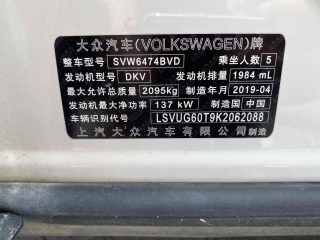 大众汽车(VOLKSWAGEN)牌
整车型号 SVW6474BVD 乘坐人数 5
发动机型号 DKV 发动机排量 1984 mL
最大允许总质量 2095kg 制造年月 2019-04
发动机最大净功率 137 kW 制造国 中国
车辆识别代号 LSVUG60T9K2062088
上汽大众汽车有限公司 制造